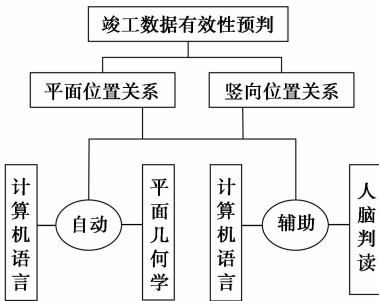 竣工数据有效性预判
平面位置关系
竖向位置关系
计算机语言
自动
平面几何学
计算机语言
辅助
人脑判读